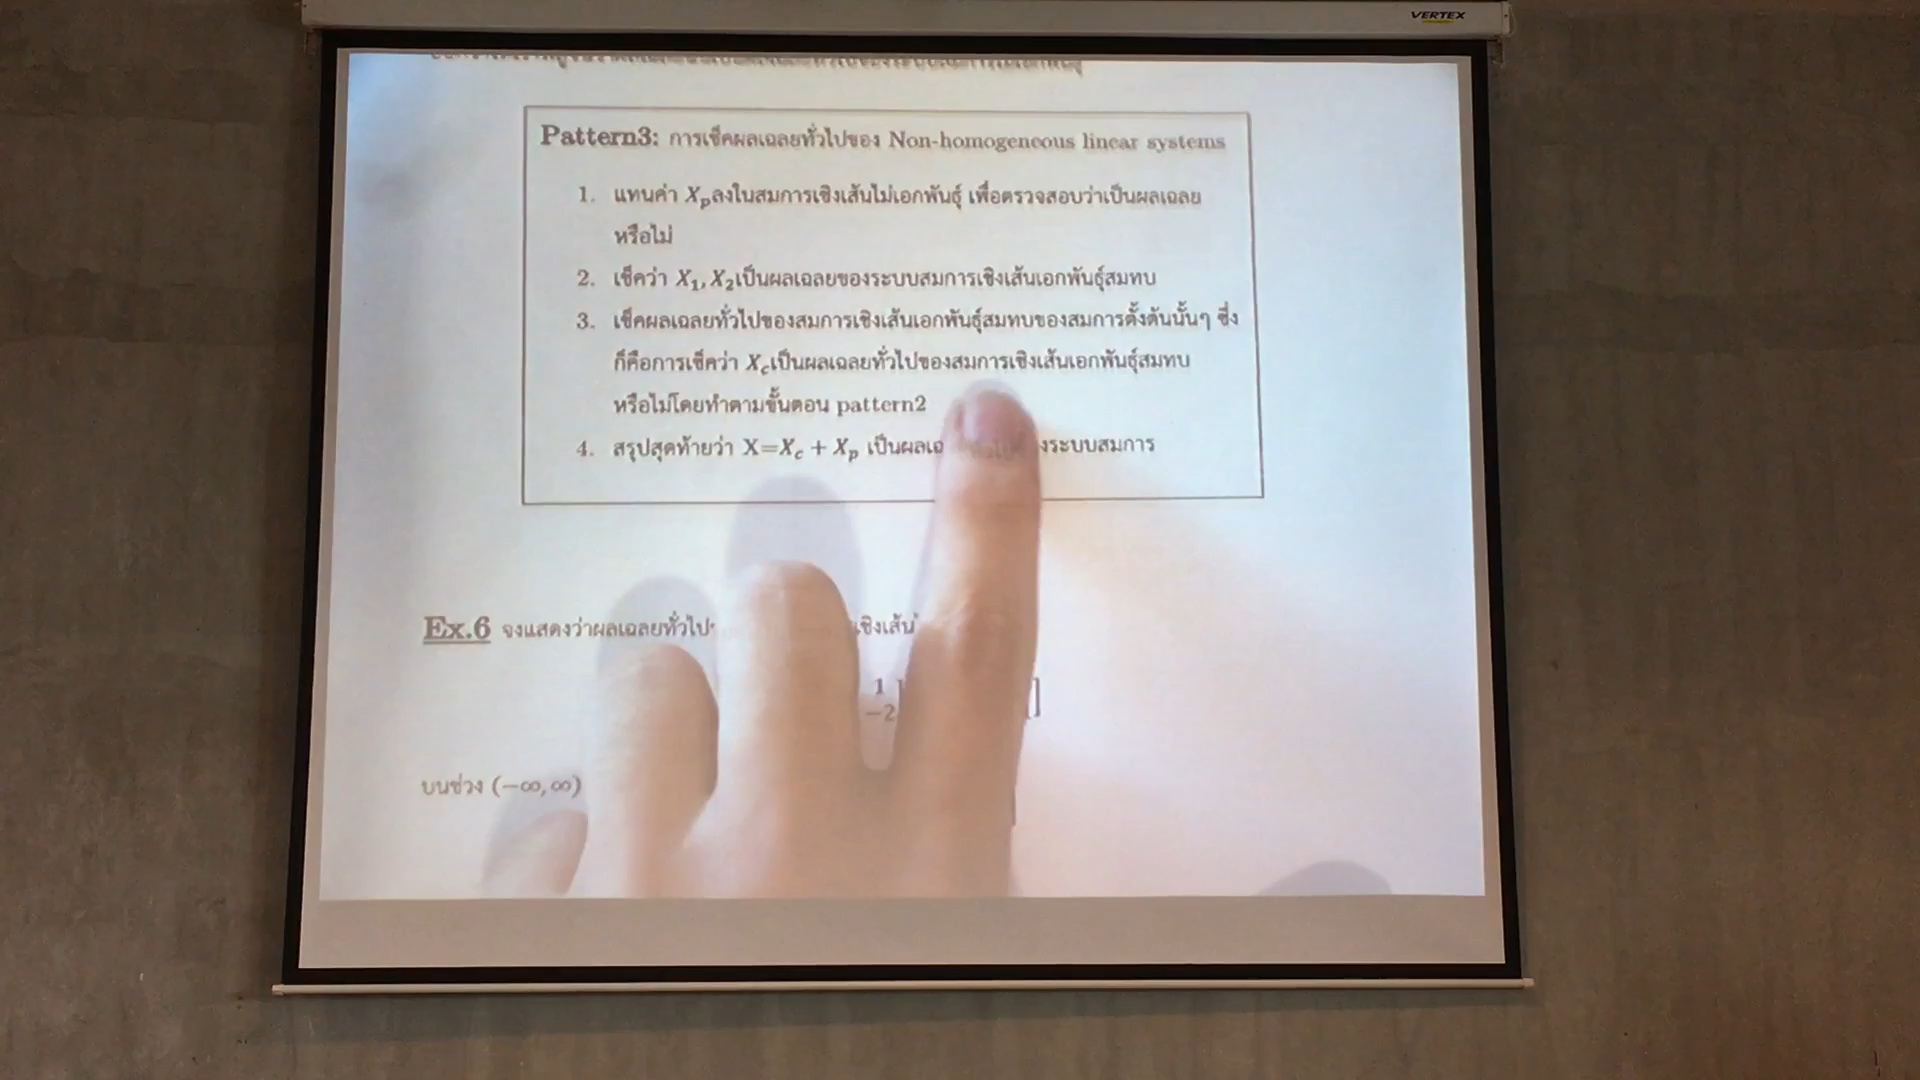 VERTEX
Pattern3: การเช็คผลเฉลยทั่วไปของ Non-homogeneous linear systems
1. แทนค่า Xₚลงในสมการเชิงเส้นไม่เอกพันธุ์ เพื่อตรวจสอบว่าเป็นผลเฉลย
หรือไม่
2. เช็คว่า X₁, X₂เป็นผลเฉลยของระบบสมการเชิงเส้นเอกพันธุ์สมทบ
3. เช็คผลเฉลยทั่วไปของสมการเชิงเส้นเอกพันธุ์สมทบของสมการตั้งต้นนั้นๆ ซึ่ง
ก็คือการเช็คว่า X_cเป็นผลเฉลยทั่วไปของสมการเชิงเส้นเอกพันธุ์สมทบ
หรือไม่โดยทำตามขั้นตอน pattern2
4. สรุปสุดท้ายว่า X=X_c + Xₚ เป็นผลเฉ งระบบสมการ
Ex.6 จงแสดงว่าผลเฉลยทั่วไป เชิงเส้น
1 ]
-2
บนช่วง (−∞,∞)